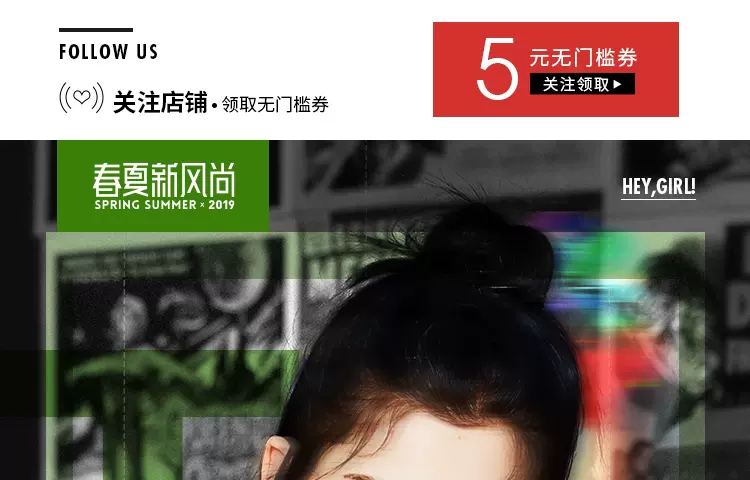 FOLLOW US
关注店铺·领取无门槛券
5元无门槛券
关注领取▶
春夏新风尚
SPRING SUMMER × 2019
HEY,GIRL!